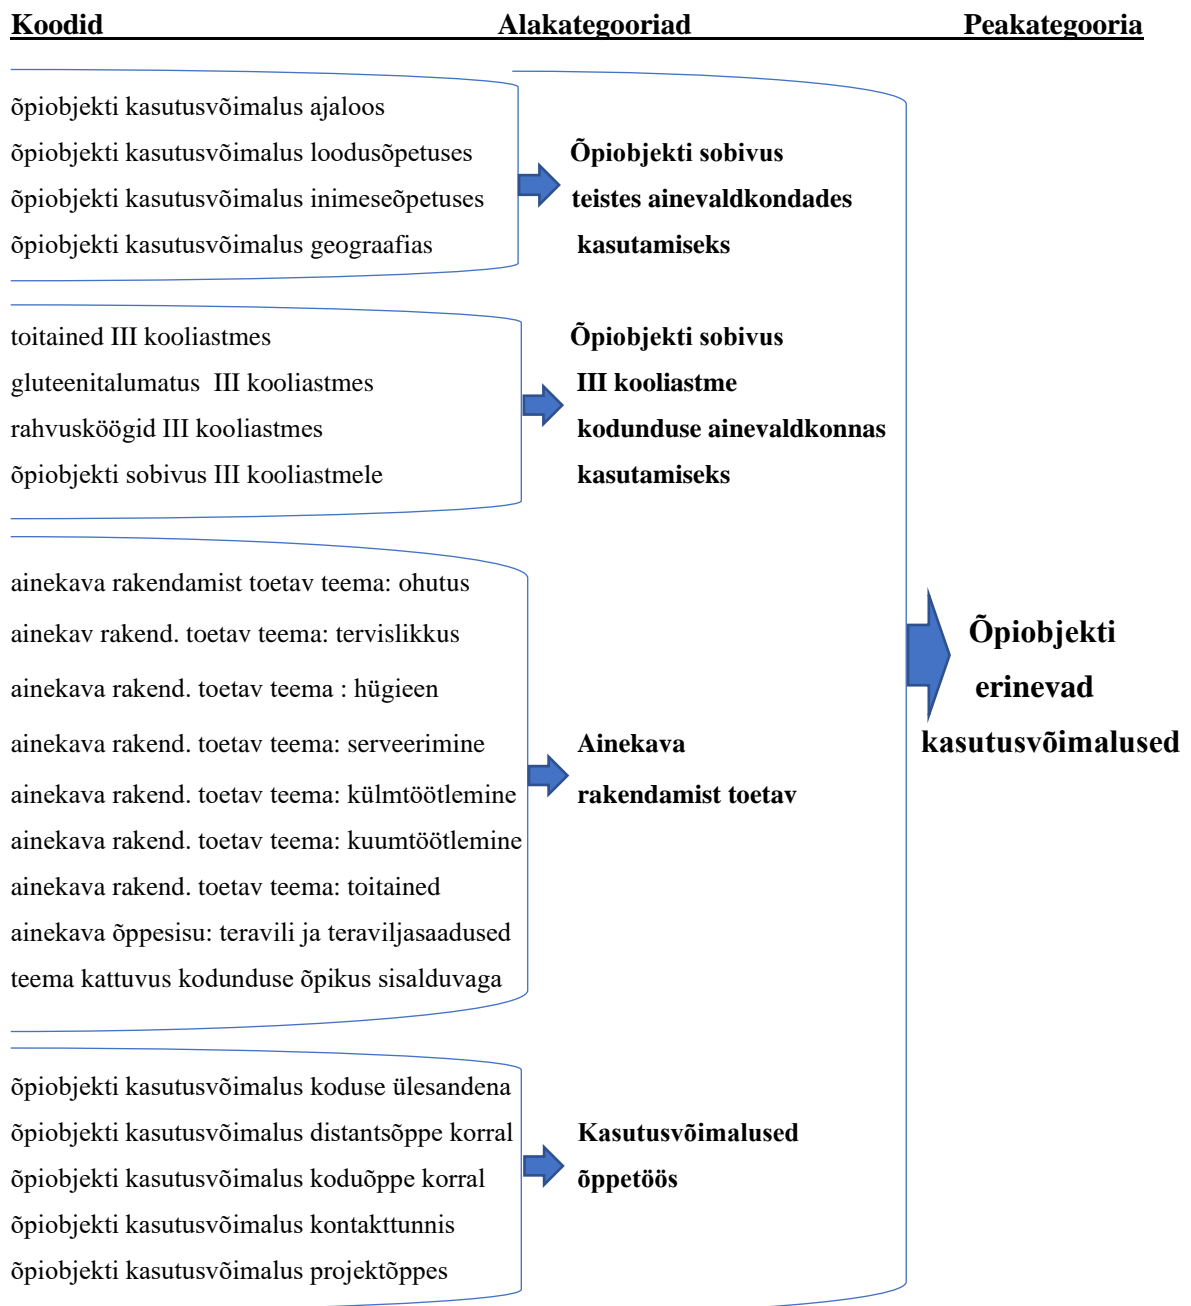 Koodid Alakategooriad Peakategooria
õpiobjekti kasutusvõimalus ajaloos
õpiobjekti kasutusvõimalus loodusõpetuses
õpiobjekti kasutusvõimalus inimeseõpetuses
õpiobjekti kasutusvõimalus geograafias
Õpiobjekti sobivus
teistes ainevaldkondades
kasutamiseks
toitained III kooliastmes
gluteenitalumatus III kooliastmes
rahvusköögid III kooliastmes
õpiobjekti sobivus III kooliastmele
Õpiobjekti sobivus
III kooliastme
kodunduse ainevaldkonnas
kasutamiseks
ainekava rakendamist toetav teema: ohutus
ainekav rakend. toetav teema: tervislikkus
ainekava rakend. toetav teema : hügieen
ainekava rakend. toetav teema: serveerimine
ainekava rakend. toetav teema: külmtöötlemine
ainekava rakend. toetav teema: kuumtöötlemine
ainekava rakend. toetav teema: toitained
ainekava õppesisu: teravili ja teraviljasaadused
teema kattuvus kodunduse õpikus sisalduvaga
Ainekava
rakendamist toetav
õpiobjekti kasutusvõimalus koduse ülesandena
õpiobjekti kasutusvõimalus distantsõppe korral
õpiobjekti kasutusvõimalus koduõppe korral
õpiobjekti kasutusvõimalus kontakttunnis
õpiobjekti kasutusvõimalus projektõppes
Kasutusvõimalused
õppetöös
Õpiobjekti
erinevad
kasutusvõimalused